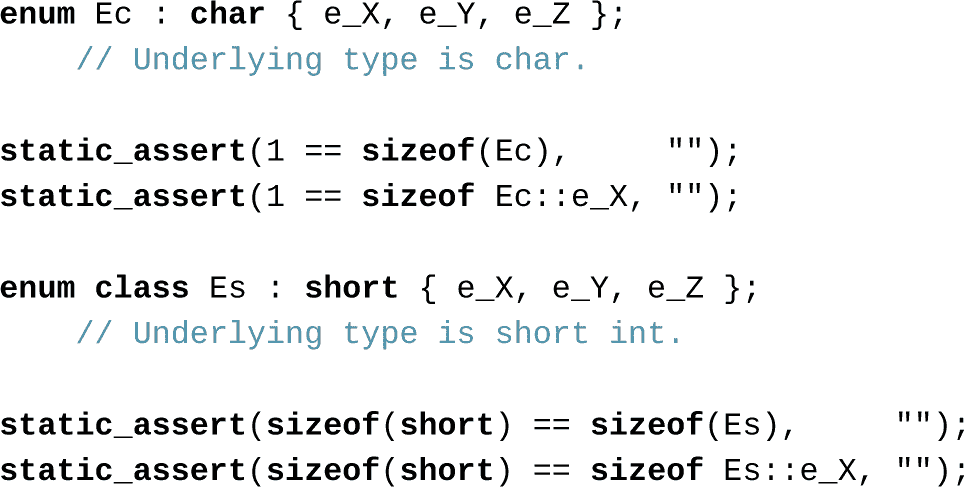 enum Ec : char { e_X, e_Y, e_Z };
    // Underlying type is char.
static_assert(1 == sizeof(Ec),     "");
static_assert(1 == sizeof Ec::e_X, "");
enum class Es : short { e_X, e_Y, e_Z };
    // Underlying type is short int.
static_assert(sizeof(short) == sizeof(Es),     "");
static_assert(sizeof(short) == sizeof Es::e_X, "");